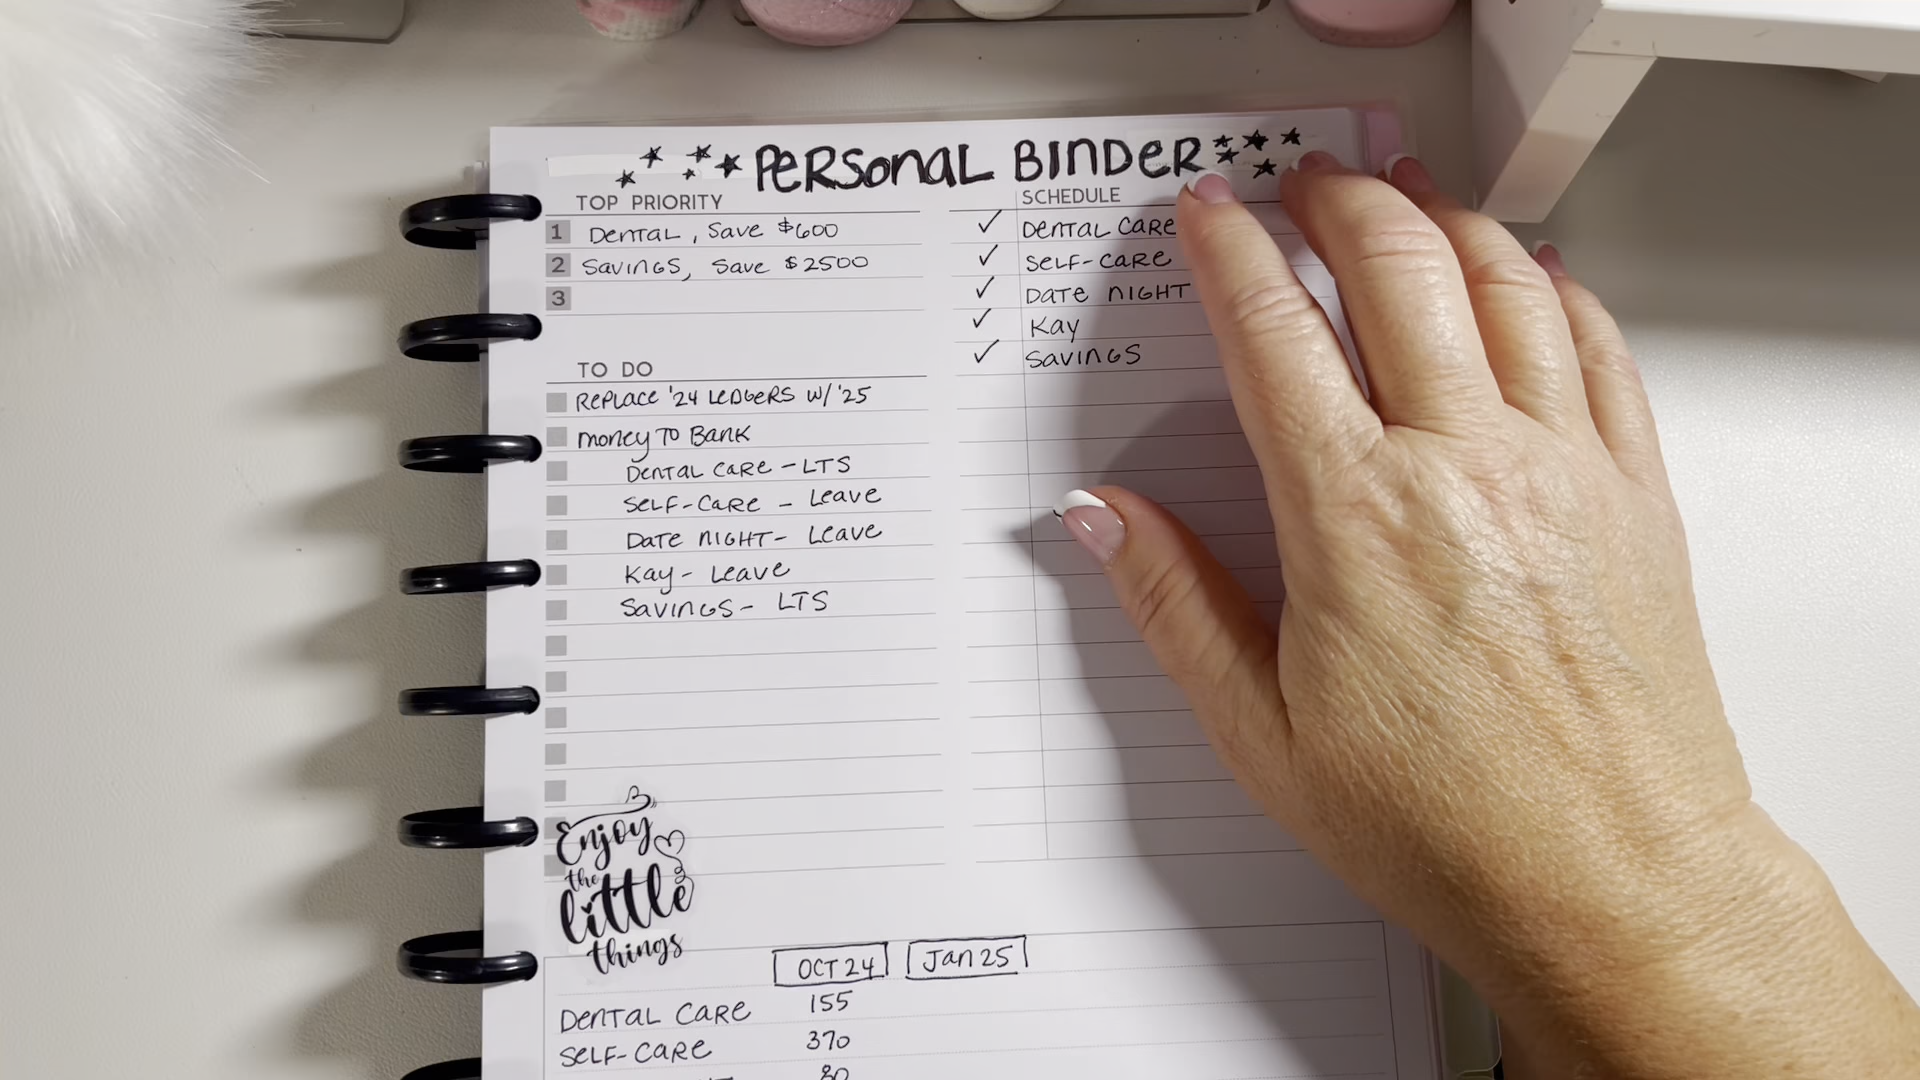 PERSONAL BINDER
TOP PRIORITY
1 DENTAL, SAVE $600
2 SAVINGS, SAVE $2500
3
SCHEDULE
✓ DENTAL CARE
✓ SELF-CARE
✓ DATE NIGHT
✓ KAY
✓ SAVINGS
TO DO
REPLACE '24 LEDGERS W/ '25
MONEY TO BANK
DENTAL CARE - LTS
SELF-CARE - LEAVE
DATE NIGHT - LEAVE
KAY - LEAVE
SAVINGS - LTS
Enjoy
the
little
things
OCT 24 JAN 25
DENTAL CARE 155
SELF-CARE 370
80